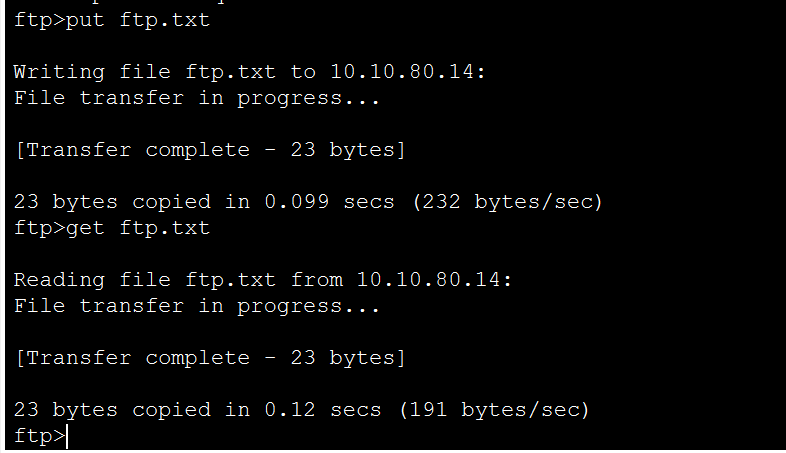 ftp>put ftp.txt
Writing file ftp.txt to 10.10.80.14:
File transfer in progress...
[Transfer complete - 23 bytes]
23 bytes copied in 0.099 secs (232 bytes/sec)
ftp>get ftp.txt
Reading file ftp.txt from 10.10.80.14:
File transfer in progress...
[Transfer complete - 23 bytes]
23 bytes copied in 0.12 secs (191 bytes/sec)
ftp>